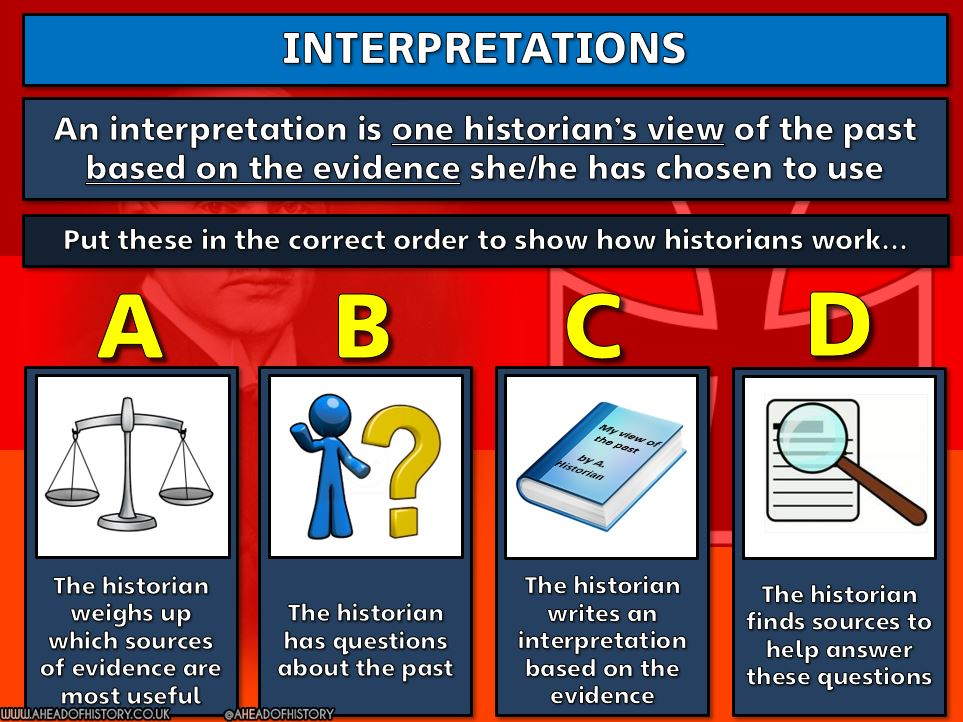 INTERPRETATIONS
An interpretation is one historian's view of the past
based on the evidence she/he has chosen to use
Put these in the correct order to show how historians work...
A
B
C
D
My view of
the past
by A.
Historian
The historian
weighs up
which sources
of evidence are
most useful
The historian
has questions
about the past
The historian
writes an
interpretation
based on the
evidence
The historian
finds sources to
help answer
these questions
WWW.AHEADOFHISTORY.CO.UK
@AHEADOFHISTORY